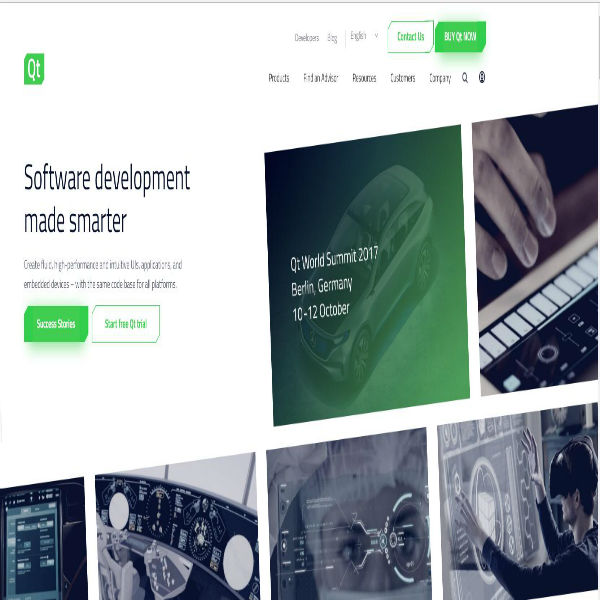 Developers Blog English Contact Us BUY Qt NOW
Qt
Products Find an Advisor Resources Customers Company
Software development
made smarter
Create fluid, high-performance and intuitive UIs, applications, and
embedded devices – with the same code base for all platforms.
Success Stories Start free Qt trial
Qt World Summit 2017
Berlin, Germany
10-12 October